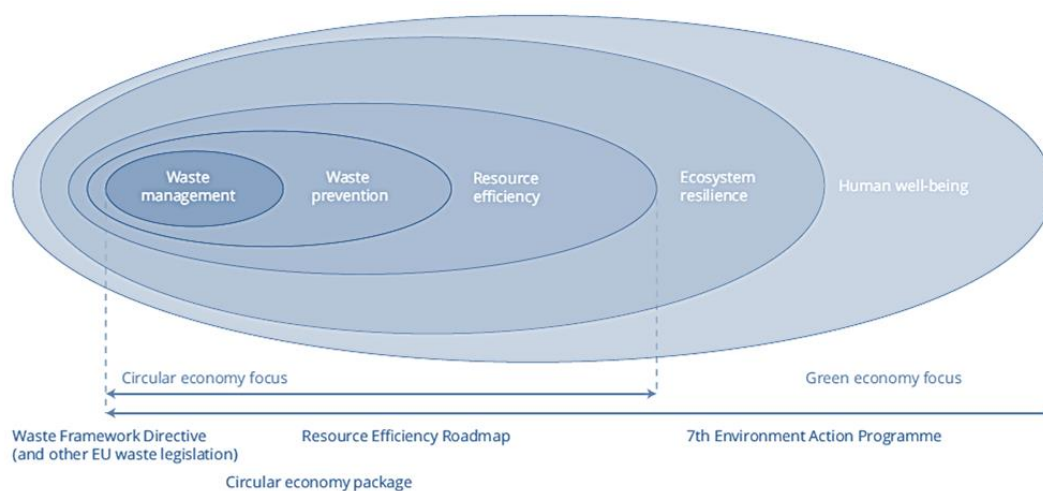 Waste
management
Waste
prevention
Resource
efficiency
Ecosystem
resilience
Human well-being
Circular economy focus
Green economy focus
Waste Framework Directive
(and other EU waste legislation)
Resource Efficiency Roadmap
7th Environment Action Programme
Circular economy package